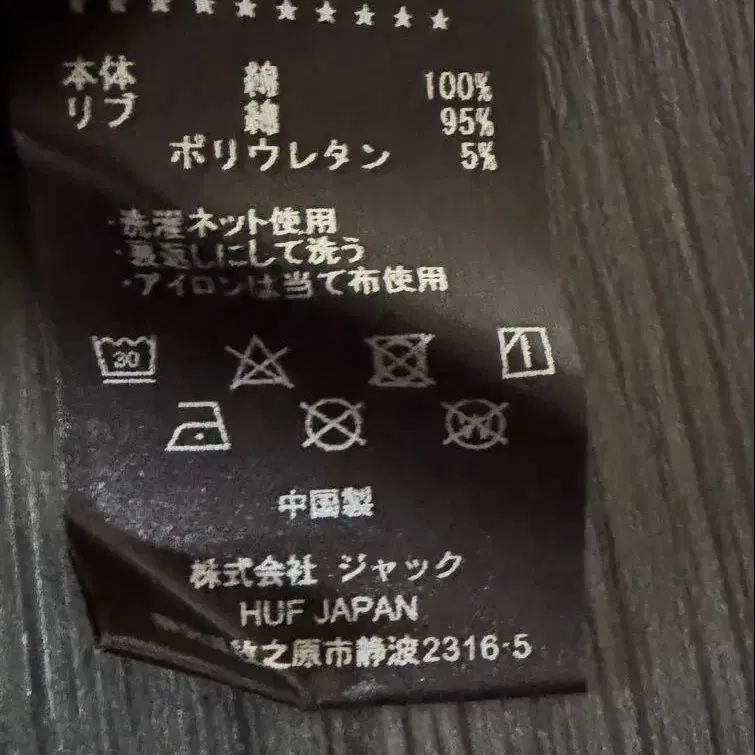 ★★★★★★★★★★
本体 綿 100%
リブ 綿 95%
ポリウレタン 5%
・洗濯ネット使用
・裏返しにして洗う
・アイロンは当て布使用
30
中国製
株式会社 ジャック
HUF JAPAN
牧之原市静波2316-5